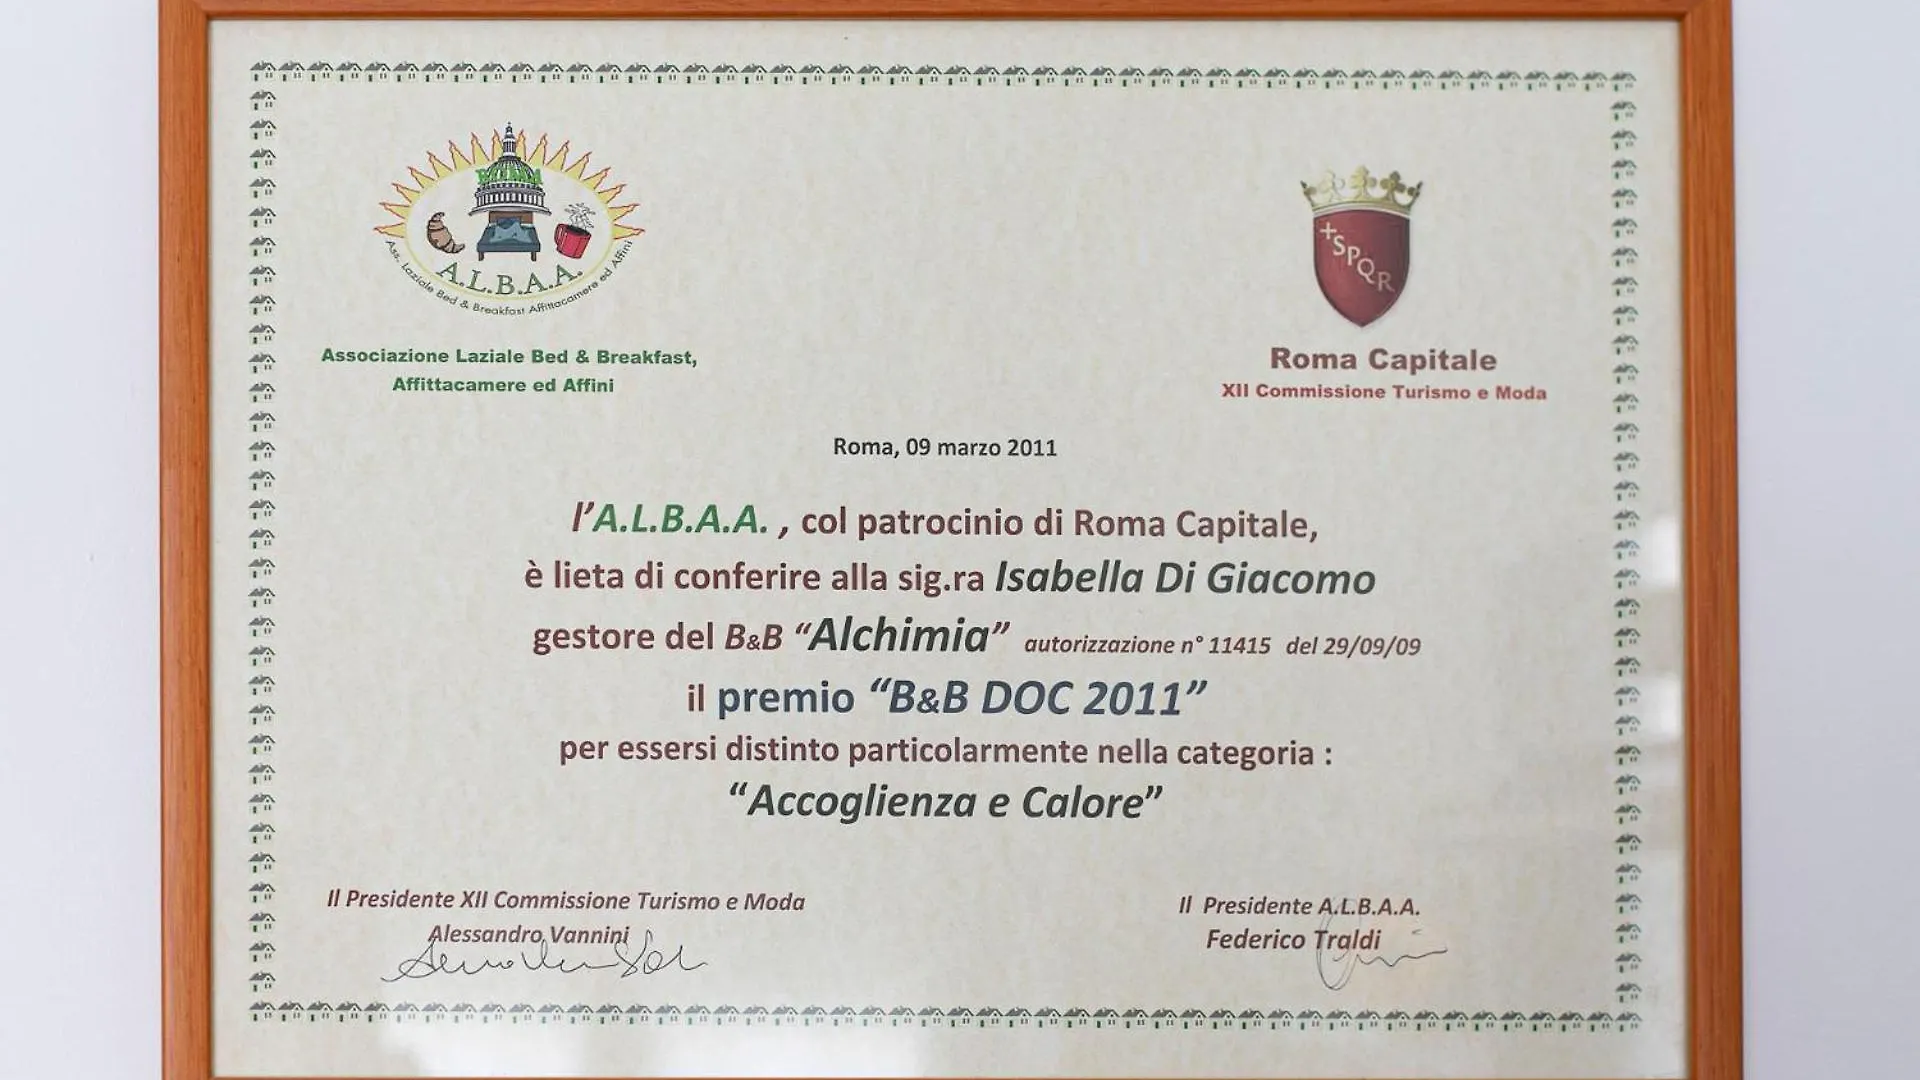 A.L.B.A.A.
Ass. Laziale Bed & Breakfast Affittacamere ed Affini
Associazione Laziale Bed & Breakfast,
Affittacamere ed Affini
+SPQR
Roma Capitale
XII Commissione Turismo e Moda
Roma, 09 marzo 2011
l’A.L.B.A.A. , col patrocinio di Roma Capitale,
è lieta di conferire alla sig.ra Isabella Di Giacomo
gestore del B&B “Alchimia” autorizzazione n° 11415 del 29/09/09
il premio “B&B DOC 2011”
per essersi distinto particolarmente nella categoria :
“Accoglienza e Calore”
Il Presidente XII Commissione Turismo e Moda
Alessandro Vannini
Il Presidente A.L.B.A.A.
Federico Traldi